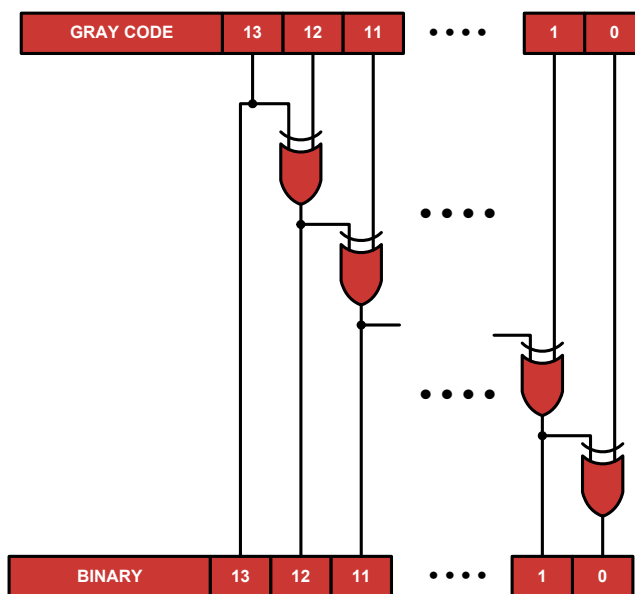 GRAY CODE 13 12 11 •••• 1 0
BINARY 13 12 11 •••• 1 0